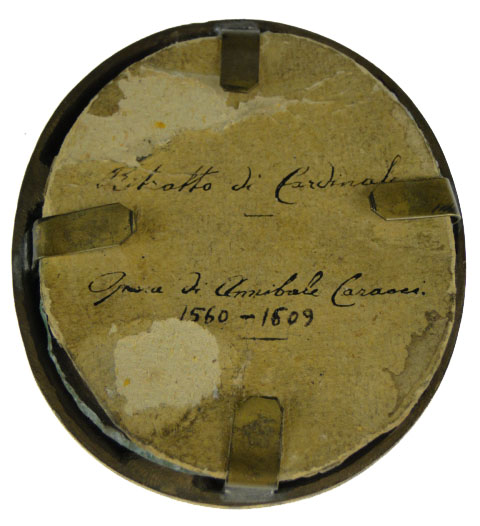 Ritratto di Cardinale
Opera di Annibale Caracci.
1560-1609